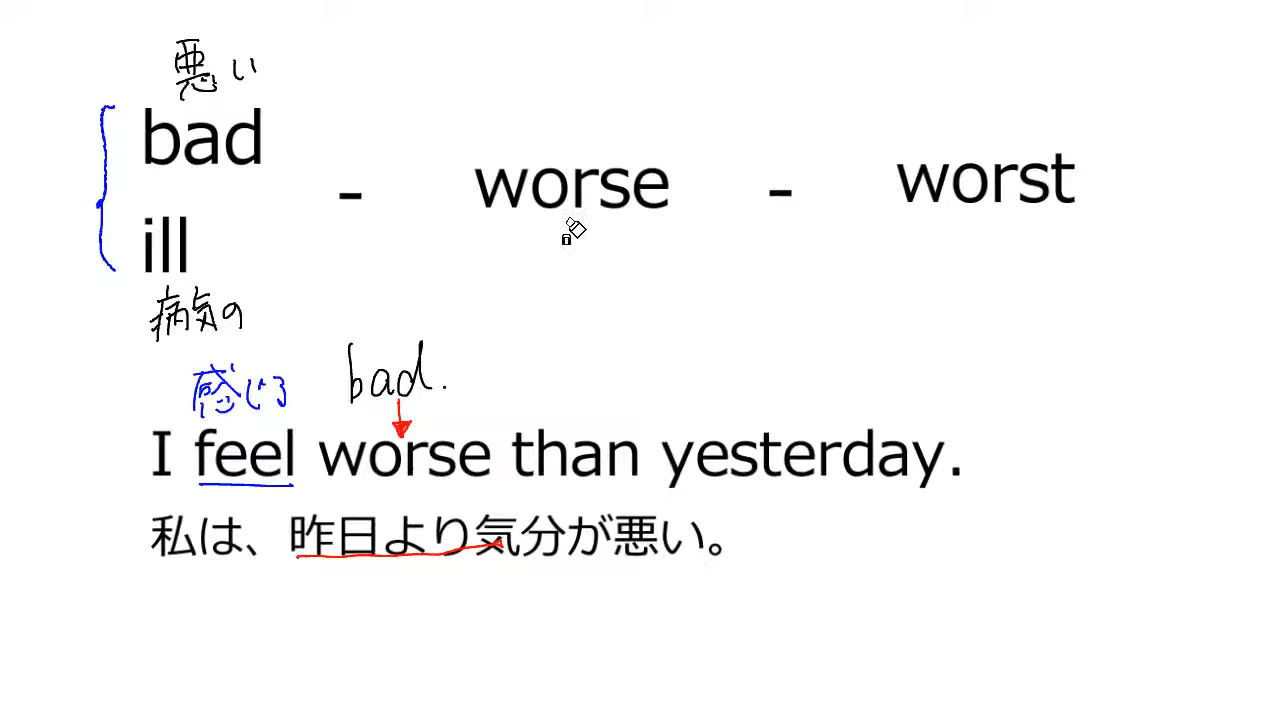 悪い
bad
ill
- worse - worst
病気の
感じる bad.
I feel worse than yesterday.
私は、昨日より気分が悪い。